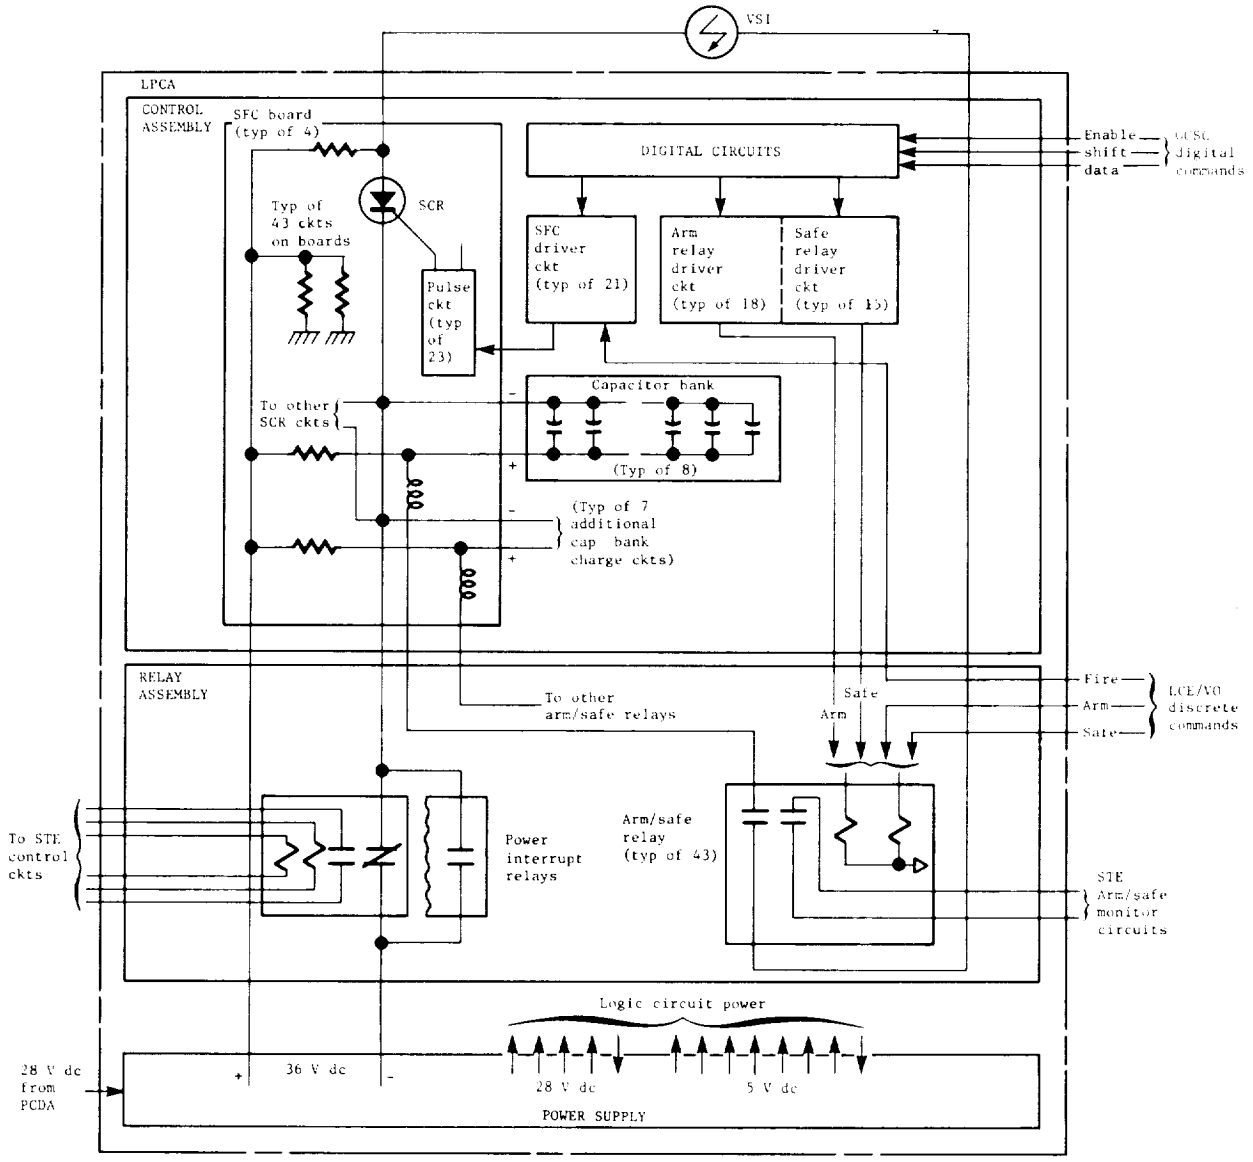 VSI
LPCA
CONTROL
ASSEMBLY
SFC board
(typ of 4)
DIGITAL CIRCUITS
Enable
shift
data
GCSC
digital
commands
SCR
Typ of
43 ckts
on boards
SFC
driver
ckt
(typ of 21)
Arm
relay
driver
ckt
(typ of 18)
Safe
relay
driver
ckt
(typ of 15)
Pulse
ckt
(typ
of
23)
Capacitor bank
To other
SCR ckts
-
+
(Typ of 8)
-
+
(Typ of 7
additional
cap bank
charge ckts)
RELAY
ASSEMBLY
To other
arm/safe relays
Safe
Arm
Fire
Arm
Safe
LCE/VO
discrete
commands
To STE
control
ckts
Power
interrupt
relays
Arm/safe
relay
(typ of 43)
STE
Arm/safe
monitor
circuits
Logic circuit power
28 V dc
from
PCDA
+
36 V dc
-
28 V dc
5 V dc
POWER SUPPLY